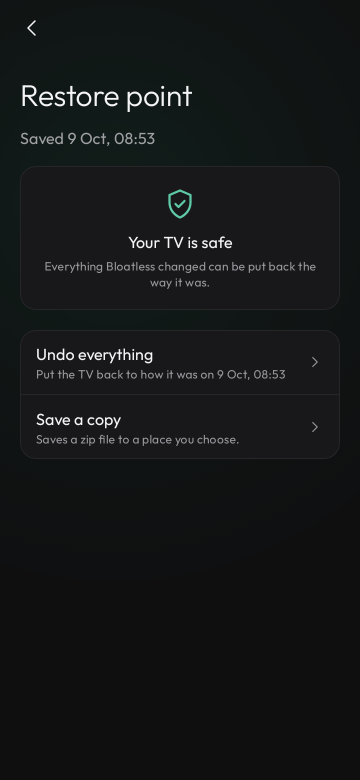 Restore point
Saved 9 Oct, 08:53
Your TV is safe
Everything Bloatless changed can be put back the
way it was.
Undo everything
Put the TV back to how it was on 9 Oct, 08:53
Save a copy
Saves a zip file to a place you choose.